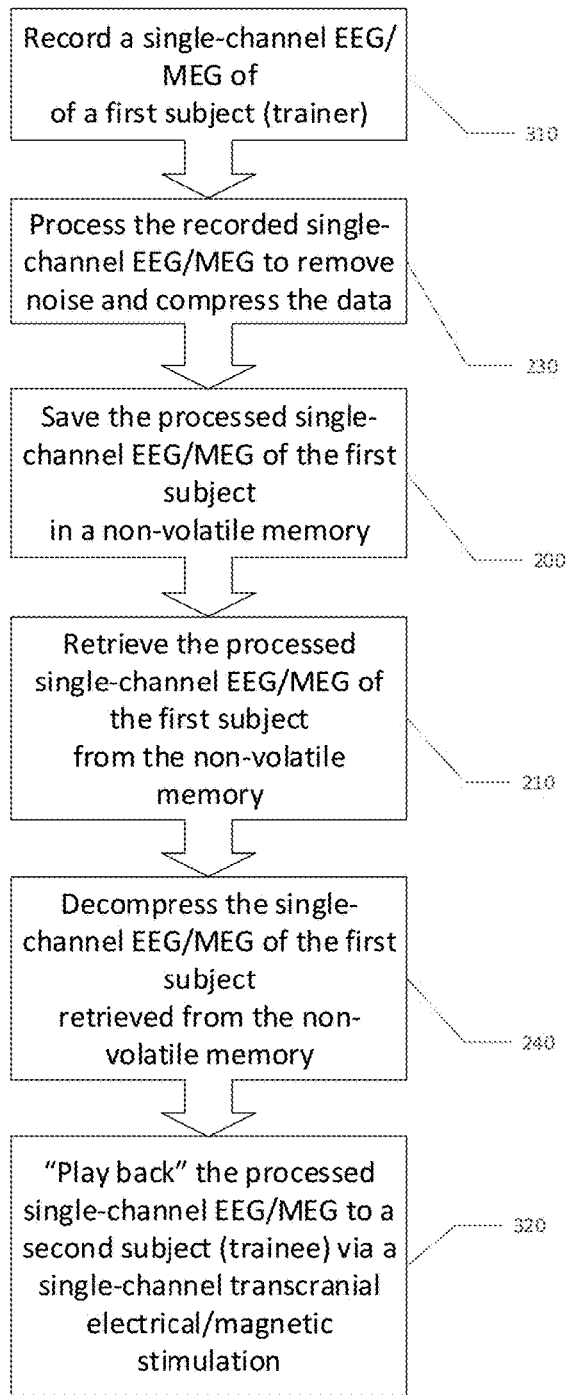 Record a single-channel EEG/
MEG of
of a first subject (trainer)
310
Process the recorded single-
channel EEG/MEG to remove
noise and compress the data
230
Save the processed single-
channel EEG/MEG of the first
subject
in a non-volatile memory
200
Retrieve the processed
single-channel EEG/MEG of
the first subject
from the non-volatile
memory
210
Decompress the single-
channel EEG/MEG of the first
subject
retrieved from the non-
volatile memory
240
“Play back” the processed
single-channel EEG/MEG to a
second subject (trainee) via a
single-channel transcranial
electrical/magnetic
stimulation
320